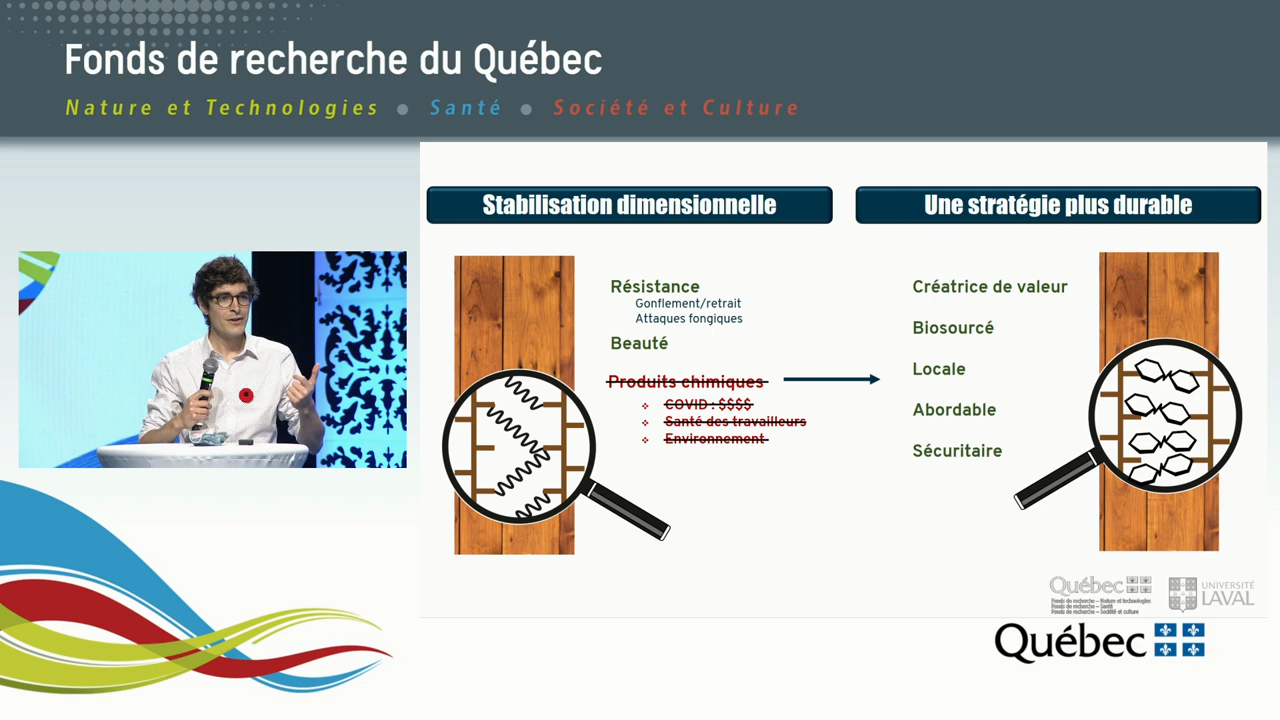 Fonds de recherche du Québec
Nature et Technologies ● Santé ● Société et Culture
Stabilisation dimensionnelle
Résistance
Gonflement/retrait
Attaques fongiques
Beauté
Produits chimiques
COVID : $$$$
Santé des travailleurs
Environnement
Une stratégie plus durable
Créatrice de valeur
Biosourcé
Locale
Abordable
Sécuritaire
Québec
Fonds de recherche – Nature et technologies
Fonds de recherche – Santé
Fonds de recherche – Société et culture
UNIVERSITÉ
LAVAL
Québec